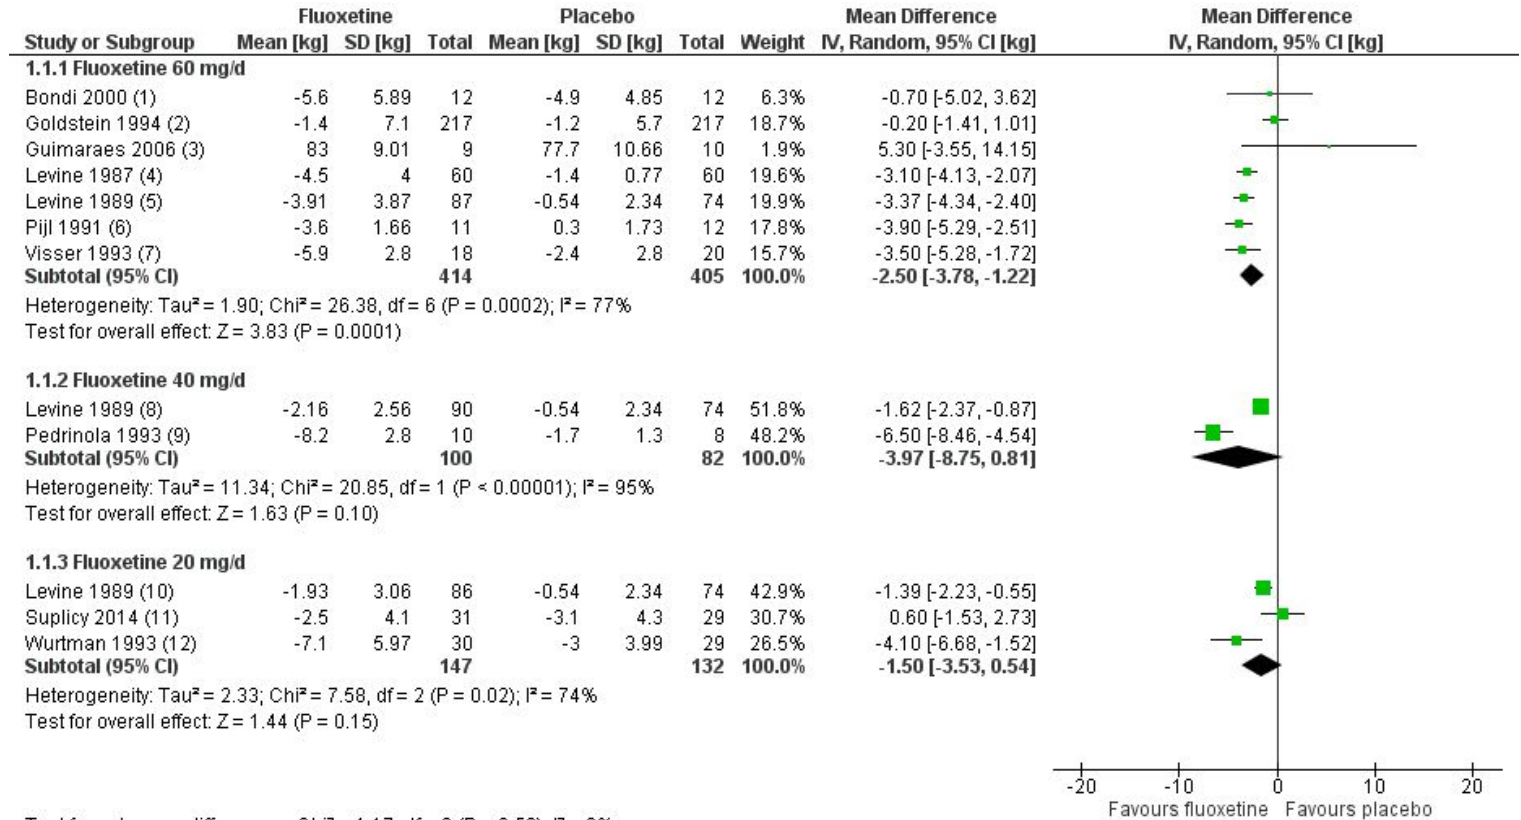 Fluoxetine Placebo Mean Difference Mean Difference
Study or Subgroup Mean [kg] SD [kg] Total Mean [kg] SD [kg] Total Weight IV, Random, 95% CI [kg] IV, Random, 95% CI [kg]
1.1.1 Fluoxetine 60 mg/d
Bondi 2000 (1) -5.6 5.89 12 -4.9 4.85 12 6.3% -0.70 [-5.02, 3.62]
Goldstein 1994 (2) -1.4 7.1 217 -1.2 5.7 217 18.7% -0.20 [-1.41, 1.01]
Guimaraes 2006 (3) 83 9.01 9 77.7 10.66 10 1.9% 5.30 [-3.55, 14.15]
Levine 1987 (4) -4.5 4 60 -1.4 0.77 60 19.6% -3.10 [-4.13, -2.07]
Levine 1989 (5) -3.91 3.87 87 -0.54 2.34 74 19.9% -3.37 [-4.34, -2.40]
Pijl 1991 (6) -3.6 1.66 11 0.3 1.73 12 17.8% -3.90 [-5.29, -2.51]
Visser 1993 (7) -5.9 2.8 18 -2.4 2.8 20 15.7% -3.50 [-5.28, -1.72]
Subtotal (95% CI) 414 405 100.0% -2.50 [-3.78, -1.22]
Heterogeneity: Tau² = 1.90; Chi² = 26.38, df = 6 (P = 0.0002); I² = 77%
Test for overall effect: Z = 3.83 (P = 0.0001)
1.1.2 Fluoxetine 40 mg/d
Levine 1989 (8) -2.16 2.56 90 -0.54 2.34 74 51.8% -1.62 [-2.37, -0.87]
Pedrinola 1993 (9) -8.2 2.8 10 -1.7 1.3 8 48.2% -6.50 [-8.46, -4.54]
Subtotal (95% CI) 100 82 100.0% -3.97 [-8.75, 0.81]
Heterogeneity: Tau² = 11.34; Chi² = 20.85, df = 1 (P < 0.00001); I² = 95%
Test for overall effect: Z = 1.63 (P = 0.10)
1.1.3 Fluoxetine 20 mg/d
Levine 1989 (10) -1.93 3.06 86 -0.54 2.34 74 42.9% -1.39 [-2.23, -0.55]
Suplicy 2014 (11) -2.5 4.1 31 -3.1 4.3 29 30.7% 0.60 [-1.53, 2.73]
Wurtman 1993 (12) -7.1 5.97 30 -3 3.99 29 26.5% -4.10 [-6.68, -1.52]
Subtotal (95% CI) 147 132 100.0% -1.50 [-3.53, 0.54]
Heterogeneity: Tau² = 2.33; Chi² = 7.58, df = 2 (P = 0.02); I² = 74%
Test for overall effect: Z = 1.44 (P = 0.15)
-20 -10 0 10 20
Favours fluoxetine Favours placebo